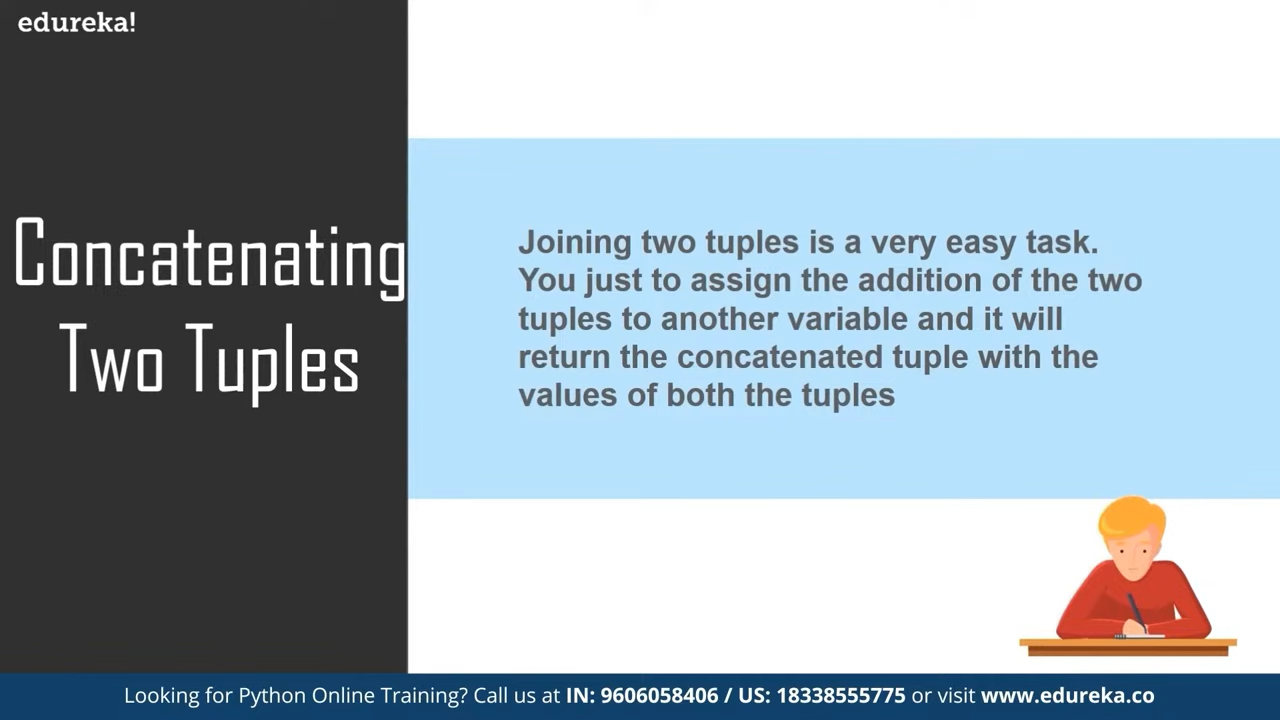 edureka!
Concatenating
Two Tuples
Joining two tuples is a very easy task.
You just to assign the addition of the two
tuples to another variable and it will
return the concatenated tuple with the
values of both the tuples
Looking for Python Online Training? Call us at IN: 9606058406 / US: 18338555775 or visit www.edureka.co